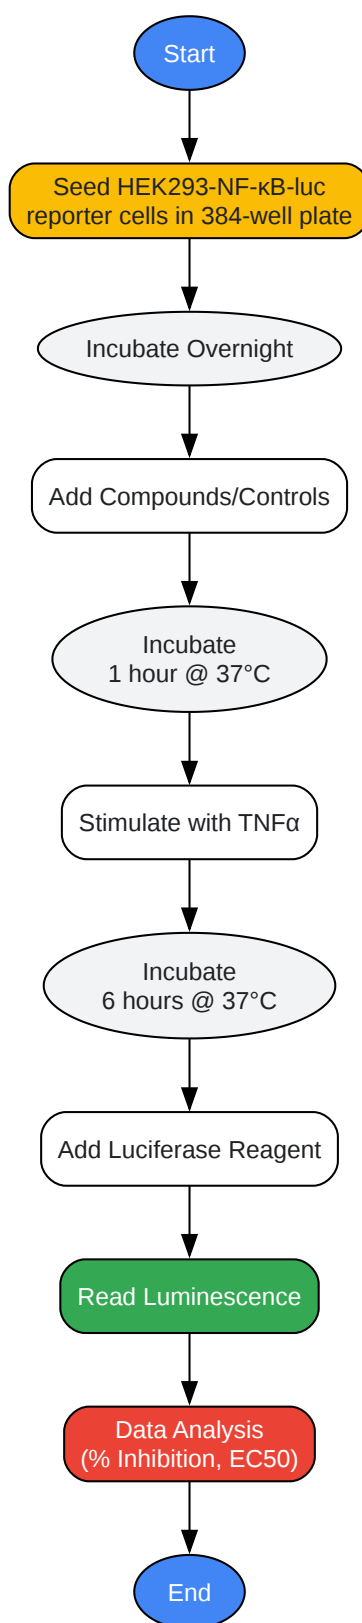 Start
Seed HEK293-NF-κB-luc
reporter cells in 384-well plate
Incubate Overnight
Add Compounds/Controls
Incubate
1 hour @ 37°C
Stimulate with TNFα
Incubate
6 hours @ 37°C
Add Luciferase Reagent
Read Luminescence
Data Analysis
(% Inhibition, EC50)
End